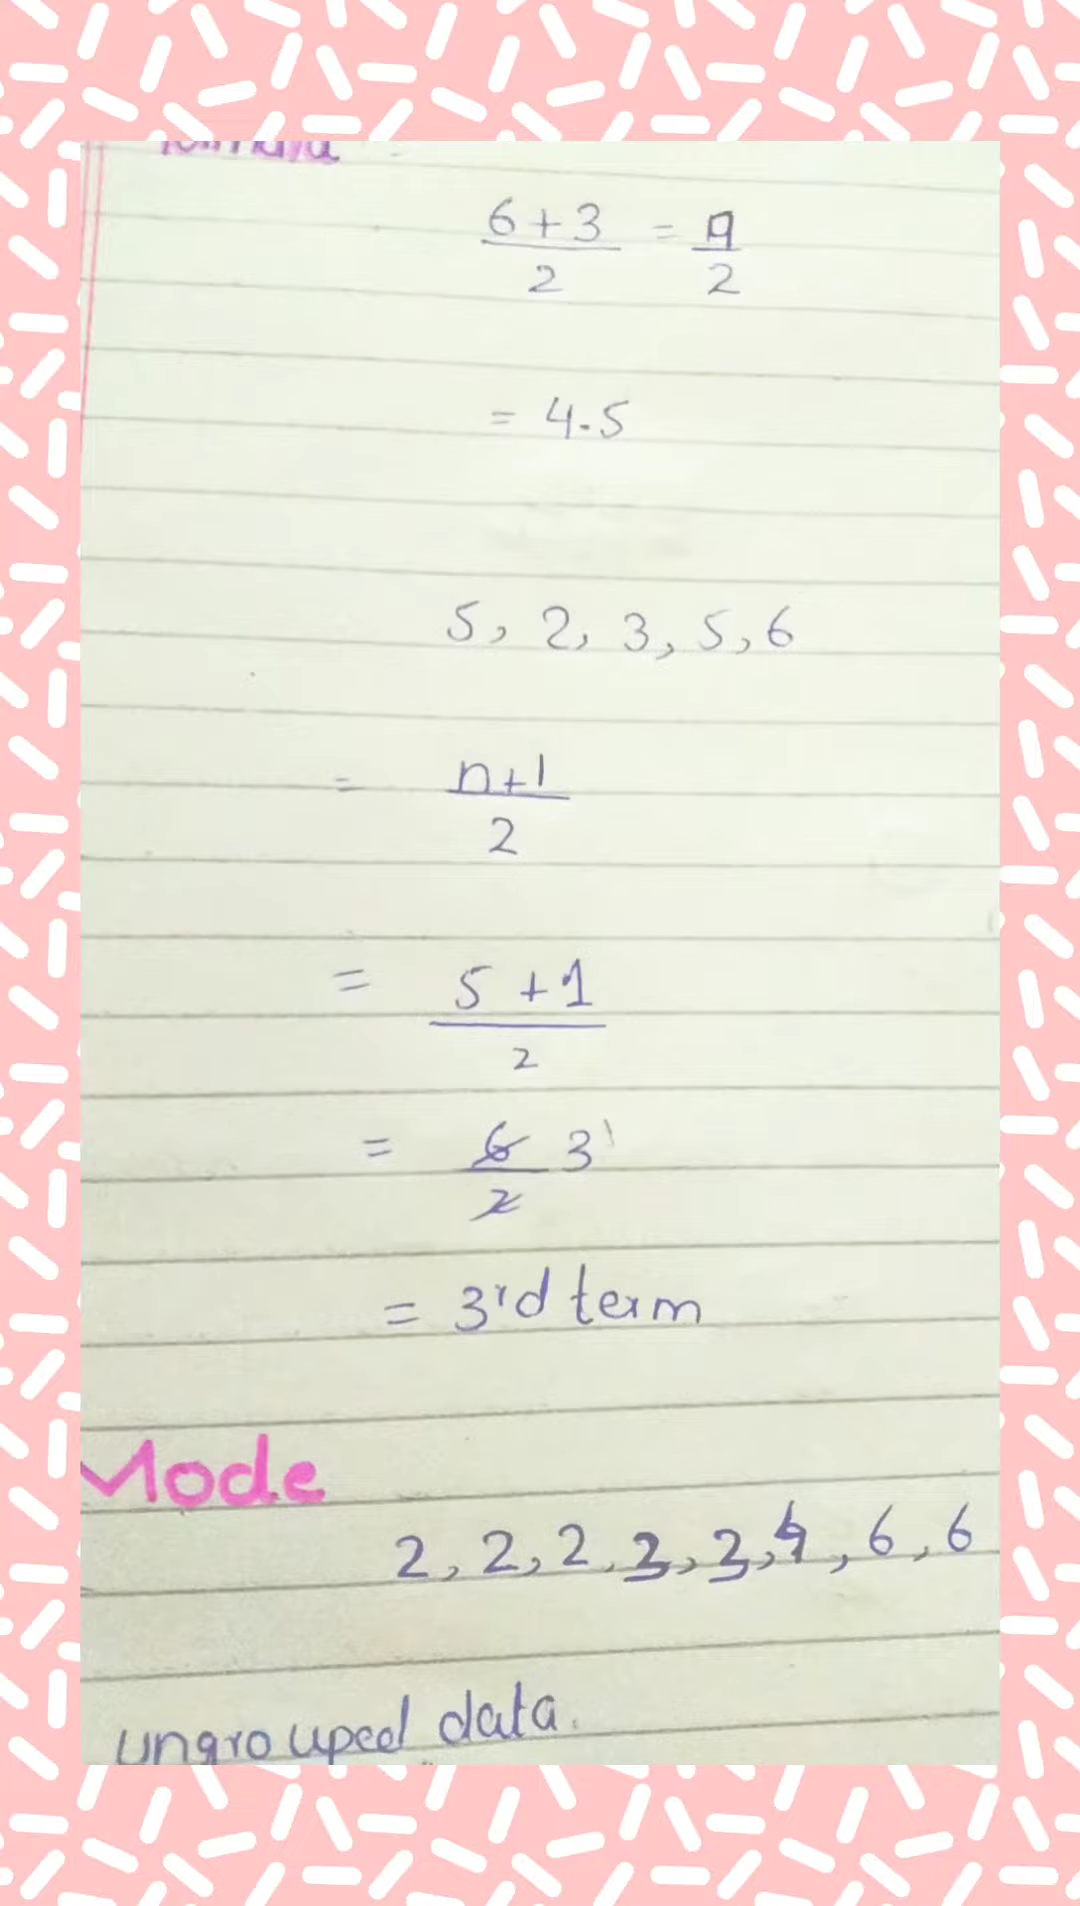 Formula -
6+3/2 = 9/2
= 4.5
5, 2, 3, 5, 6
= n+1/2
= 5+1/2
= 6/2 3
= 3rd term
Mode
2, 2, 2, 3, 3, 4, 6, 6
ungrouped data.